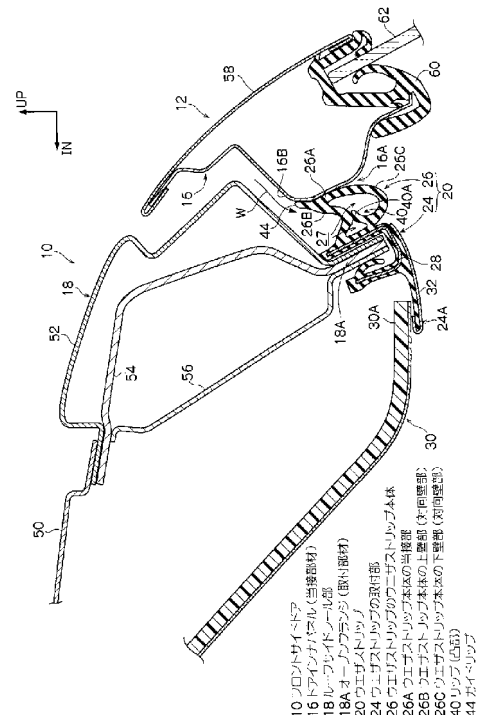 UP
IN
10
12
18
52
54
56
50
16
58
62
60
W
16B
44
26A
26B
27
16A
26C
26
40
40A
24
20
28
32
24A
18A
30A
30
10 フロントサイドドア
16 ドアインナパネル(当接部材)
18 ルーフサイドレール部
18A オープンフランジ(取付部材)
20 ウエザストリップ
24 ウエザストリップの取付部
26 ウエザストリップのウエザストリップ本体
26A ウエザストリップ本体の当接部
26B ウエザストリップ本体の上壁部(対向壁部)
26C ウエザストリップ本体の下壁部(対向壁部)
40 リップ(凸部)
44 ガイドリップ